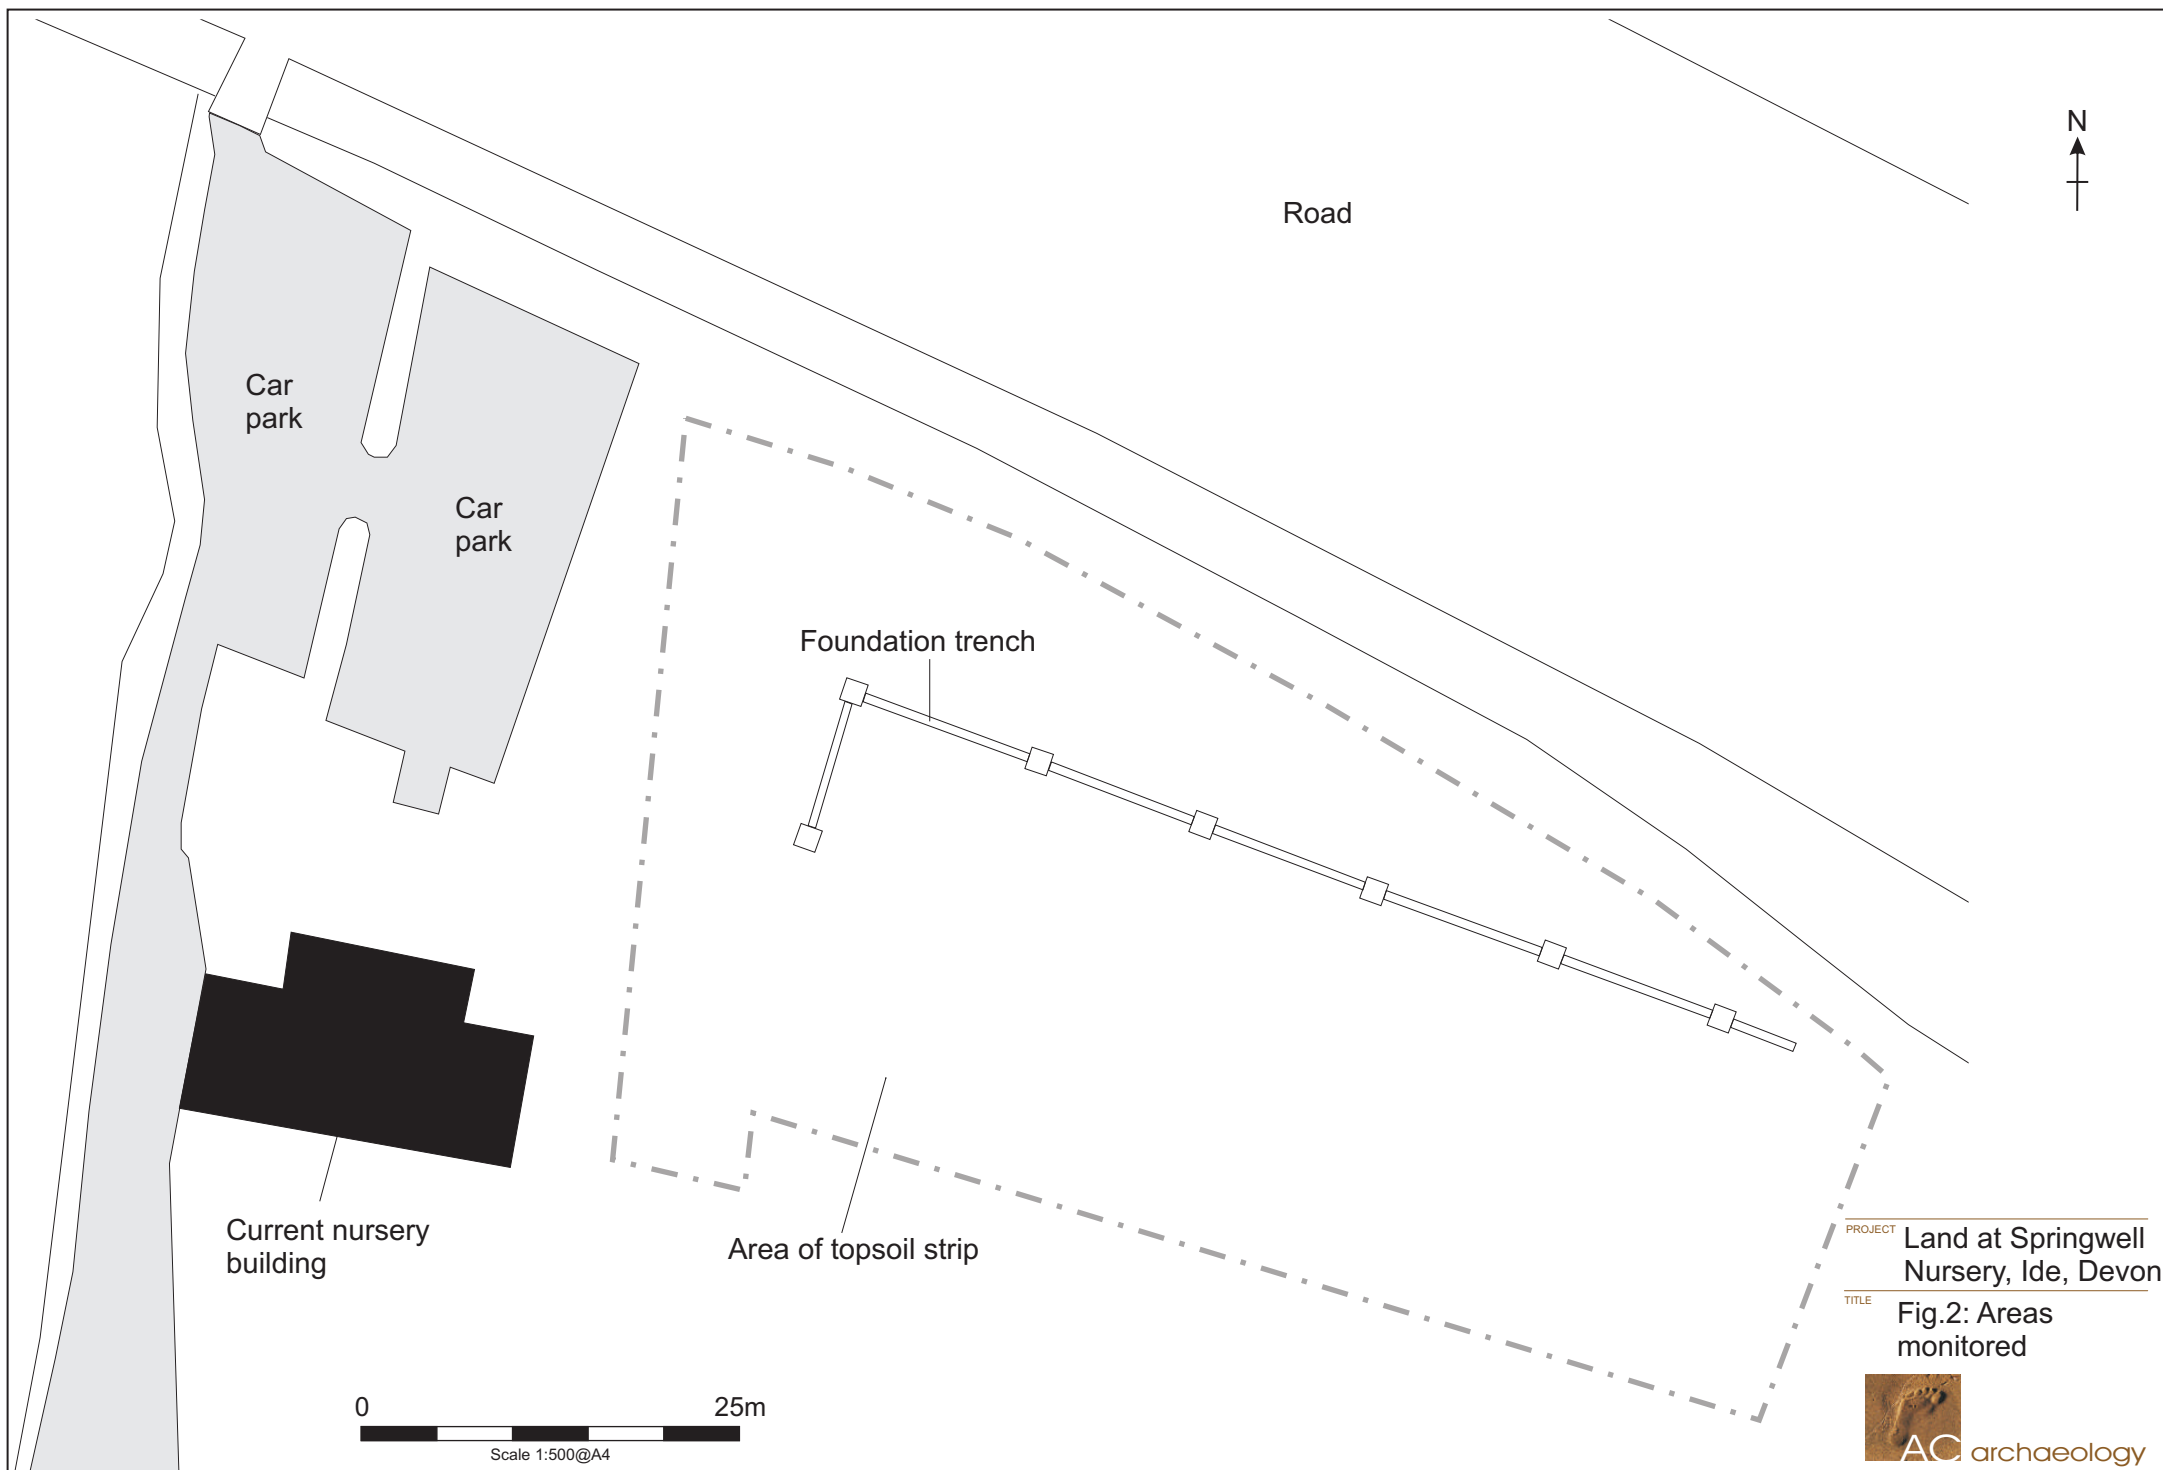 N
Road
Car
park
Car
park
Foundation trench
Current nursery
building
Area of topsoil strip
PROJECT
Land at Springwell
Nursery, Ide, Devon
TITLE
Fig.2: Areas
monitored
0 25m
Scale 1:500@A4
AC archaeology